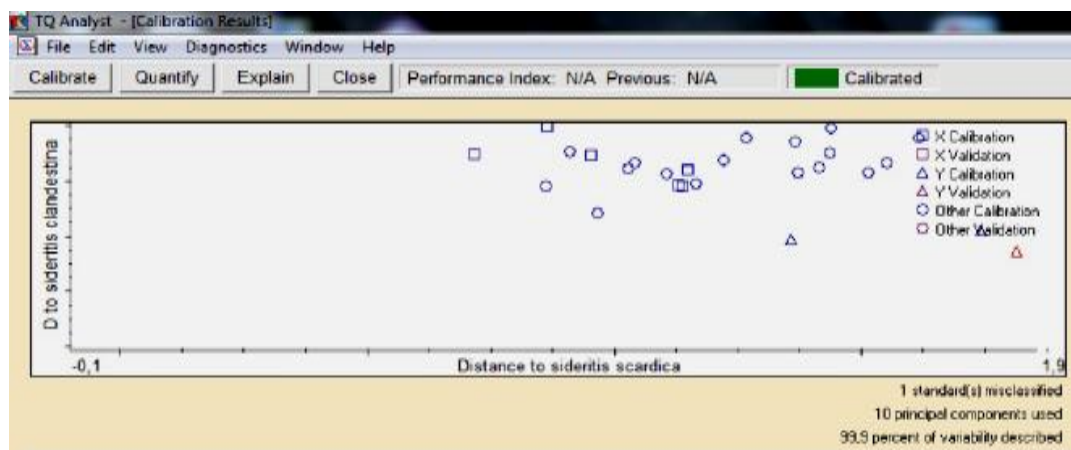 TQ Analyst - [Calibration Results]
File Edit View Diagnostics Window Help
Calibrate Quantify Explain Close Performance Index: N/A Previous: N/A Calibrated
D to sideritis clandestina
X Calibration
X Validation
Y Calibration
Y Validation
Other Calibration
Other Validation
-0,1 Distance to sideritis scardica 1,9
1 standard(s) misclassified
10 principal components used
99,9 percent of variability described